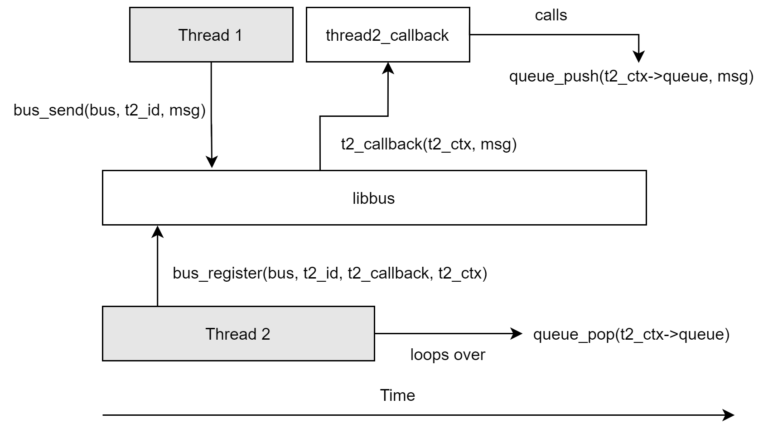 calls
Thread 1
thread2_callback
queue_push(t2_ctx->queue, msg)
bus_send(bus, t2_id, msg)
t2_callback(t2_ctx, msg)
libbus
bus_register(bus, t2_id, t2_callback, t2_ctx)
Thread 2
queue_pop(t2_ctx->queue)
loops over
Time